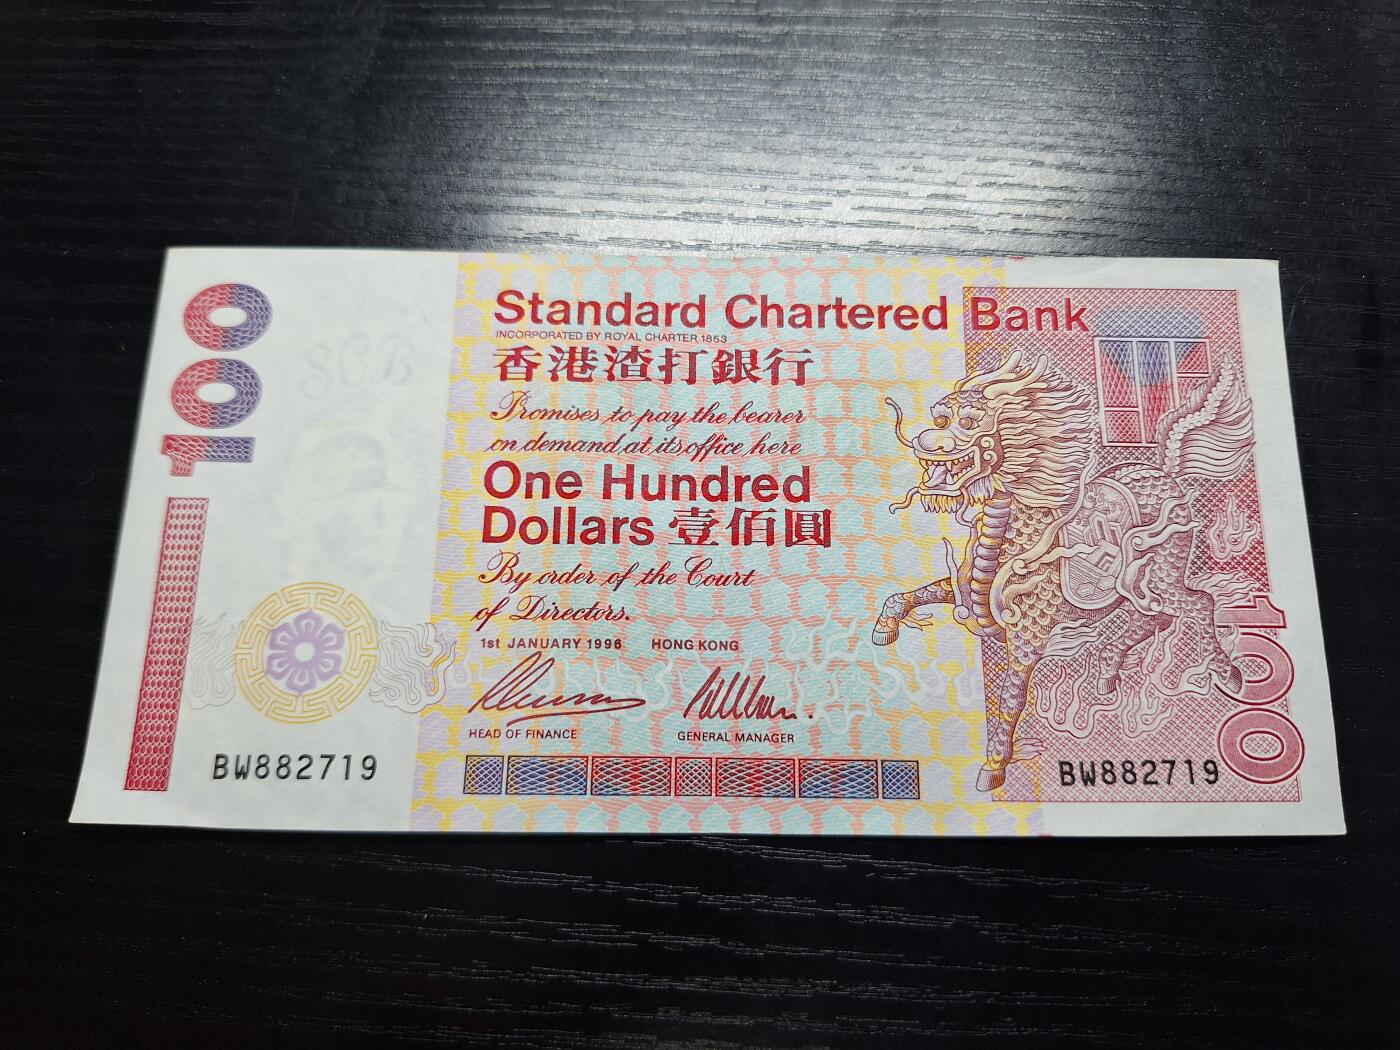 100
Standard Chartered Bank
INCORPORATED BY ROYAL CHARTER 1853
香港渣打銀行
Promises to pay the bearer
on demand at its office here
One Hundred
Dollars 壹佰圓
By order of the Court
of Directors.
1st JANUARY 1996 HONG KONG
HEAD OF FINANCE GENERAL MANAGER
BW882719
BW882719
100